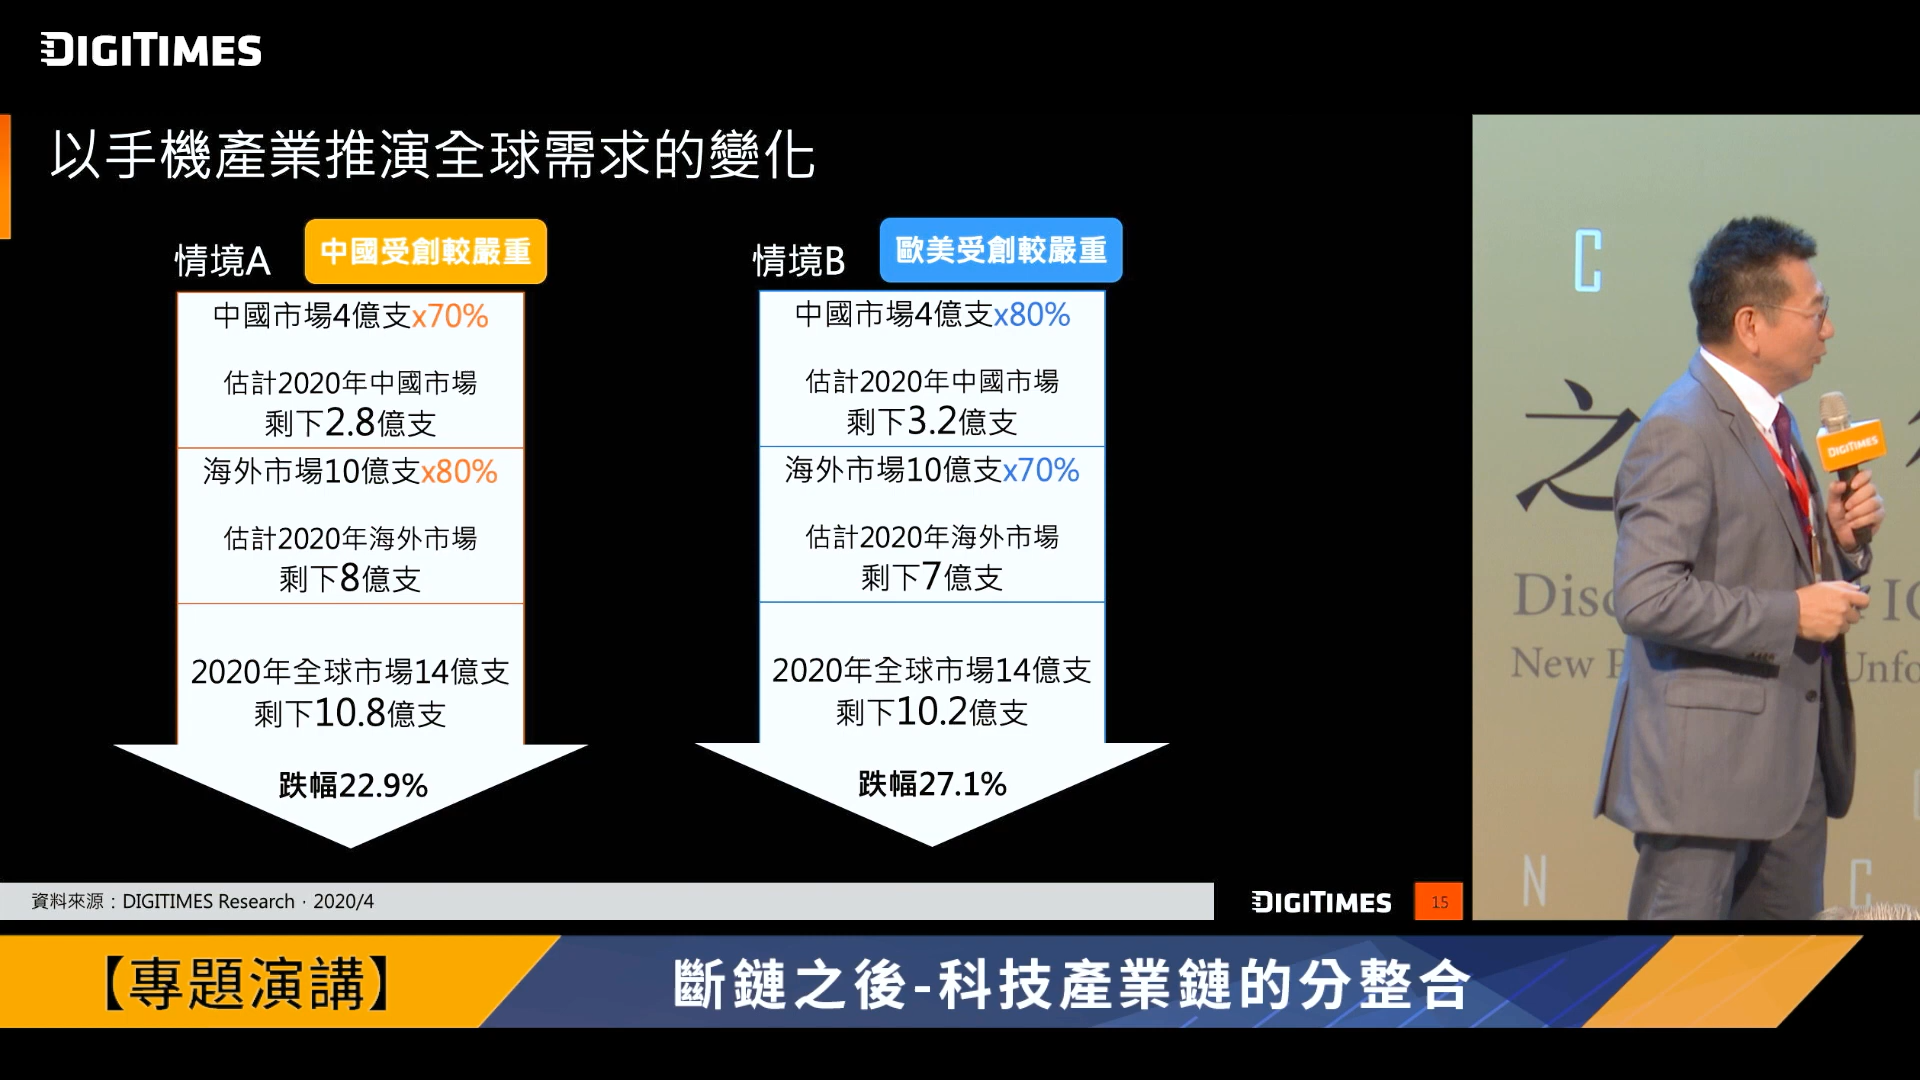 DIGITIMES
以手機產業推演全球需求的變化
情境A
中國受創較嚴重
中國市場4億支x70%
估計2020年中國市場
剩下2.8億支
海外市場10億支x80%
估計2020年海外市場
剩下8億支
2020年全球市場14億支
剩下10.8億支
跌幅22.9%
情境B
歐美受創較嚴重
中國市場4億支x80%
估計2020年中國市場
剩下3.2億支
海外市場10億支x70%
估計2020年海外市場
剩下7億支
2020年全球市場14億支
剩下10.2億支
跌幅27.1%
資料來源：DIGITIMES Research，2020/4
DIGITIMES
15
C
之
DIGITIMES
New
N
C
【專題演講】
斷鏈之後-科技產業鏈的分整合